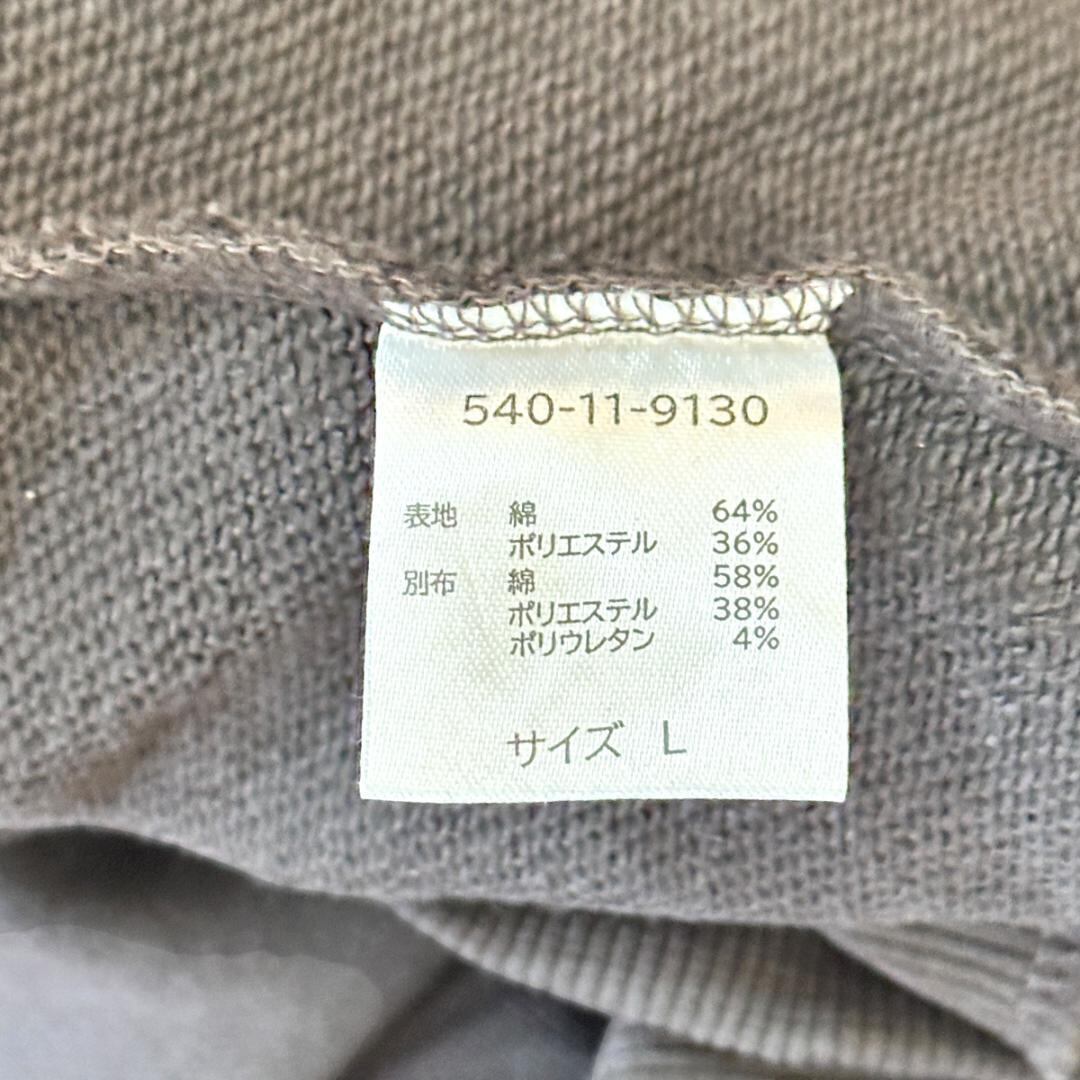 540-11-9130
表地 綿 64%
ポリエステル 36%
別布 綿 58%
ポリエステル 38%
ポリウレタン 4%
サイズ L